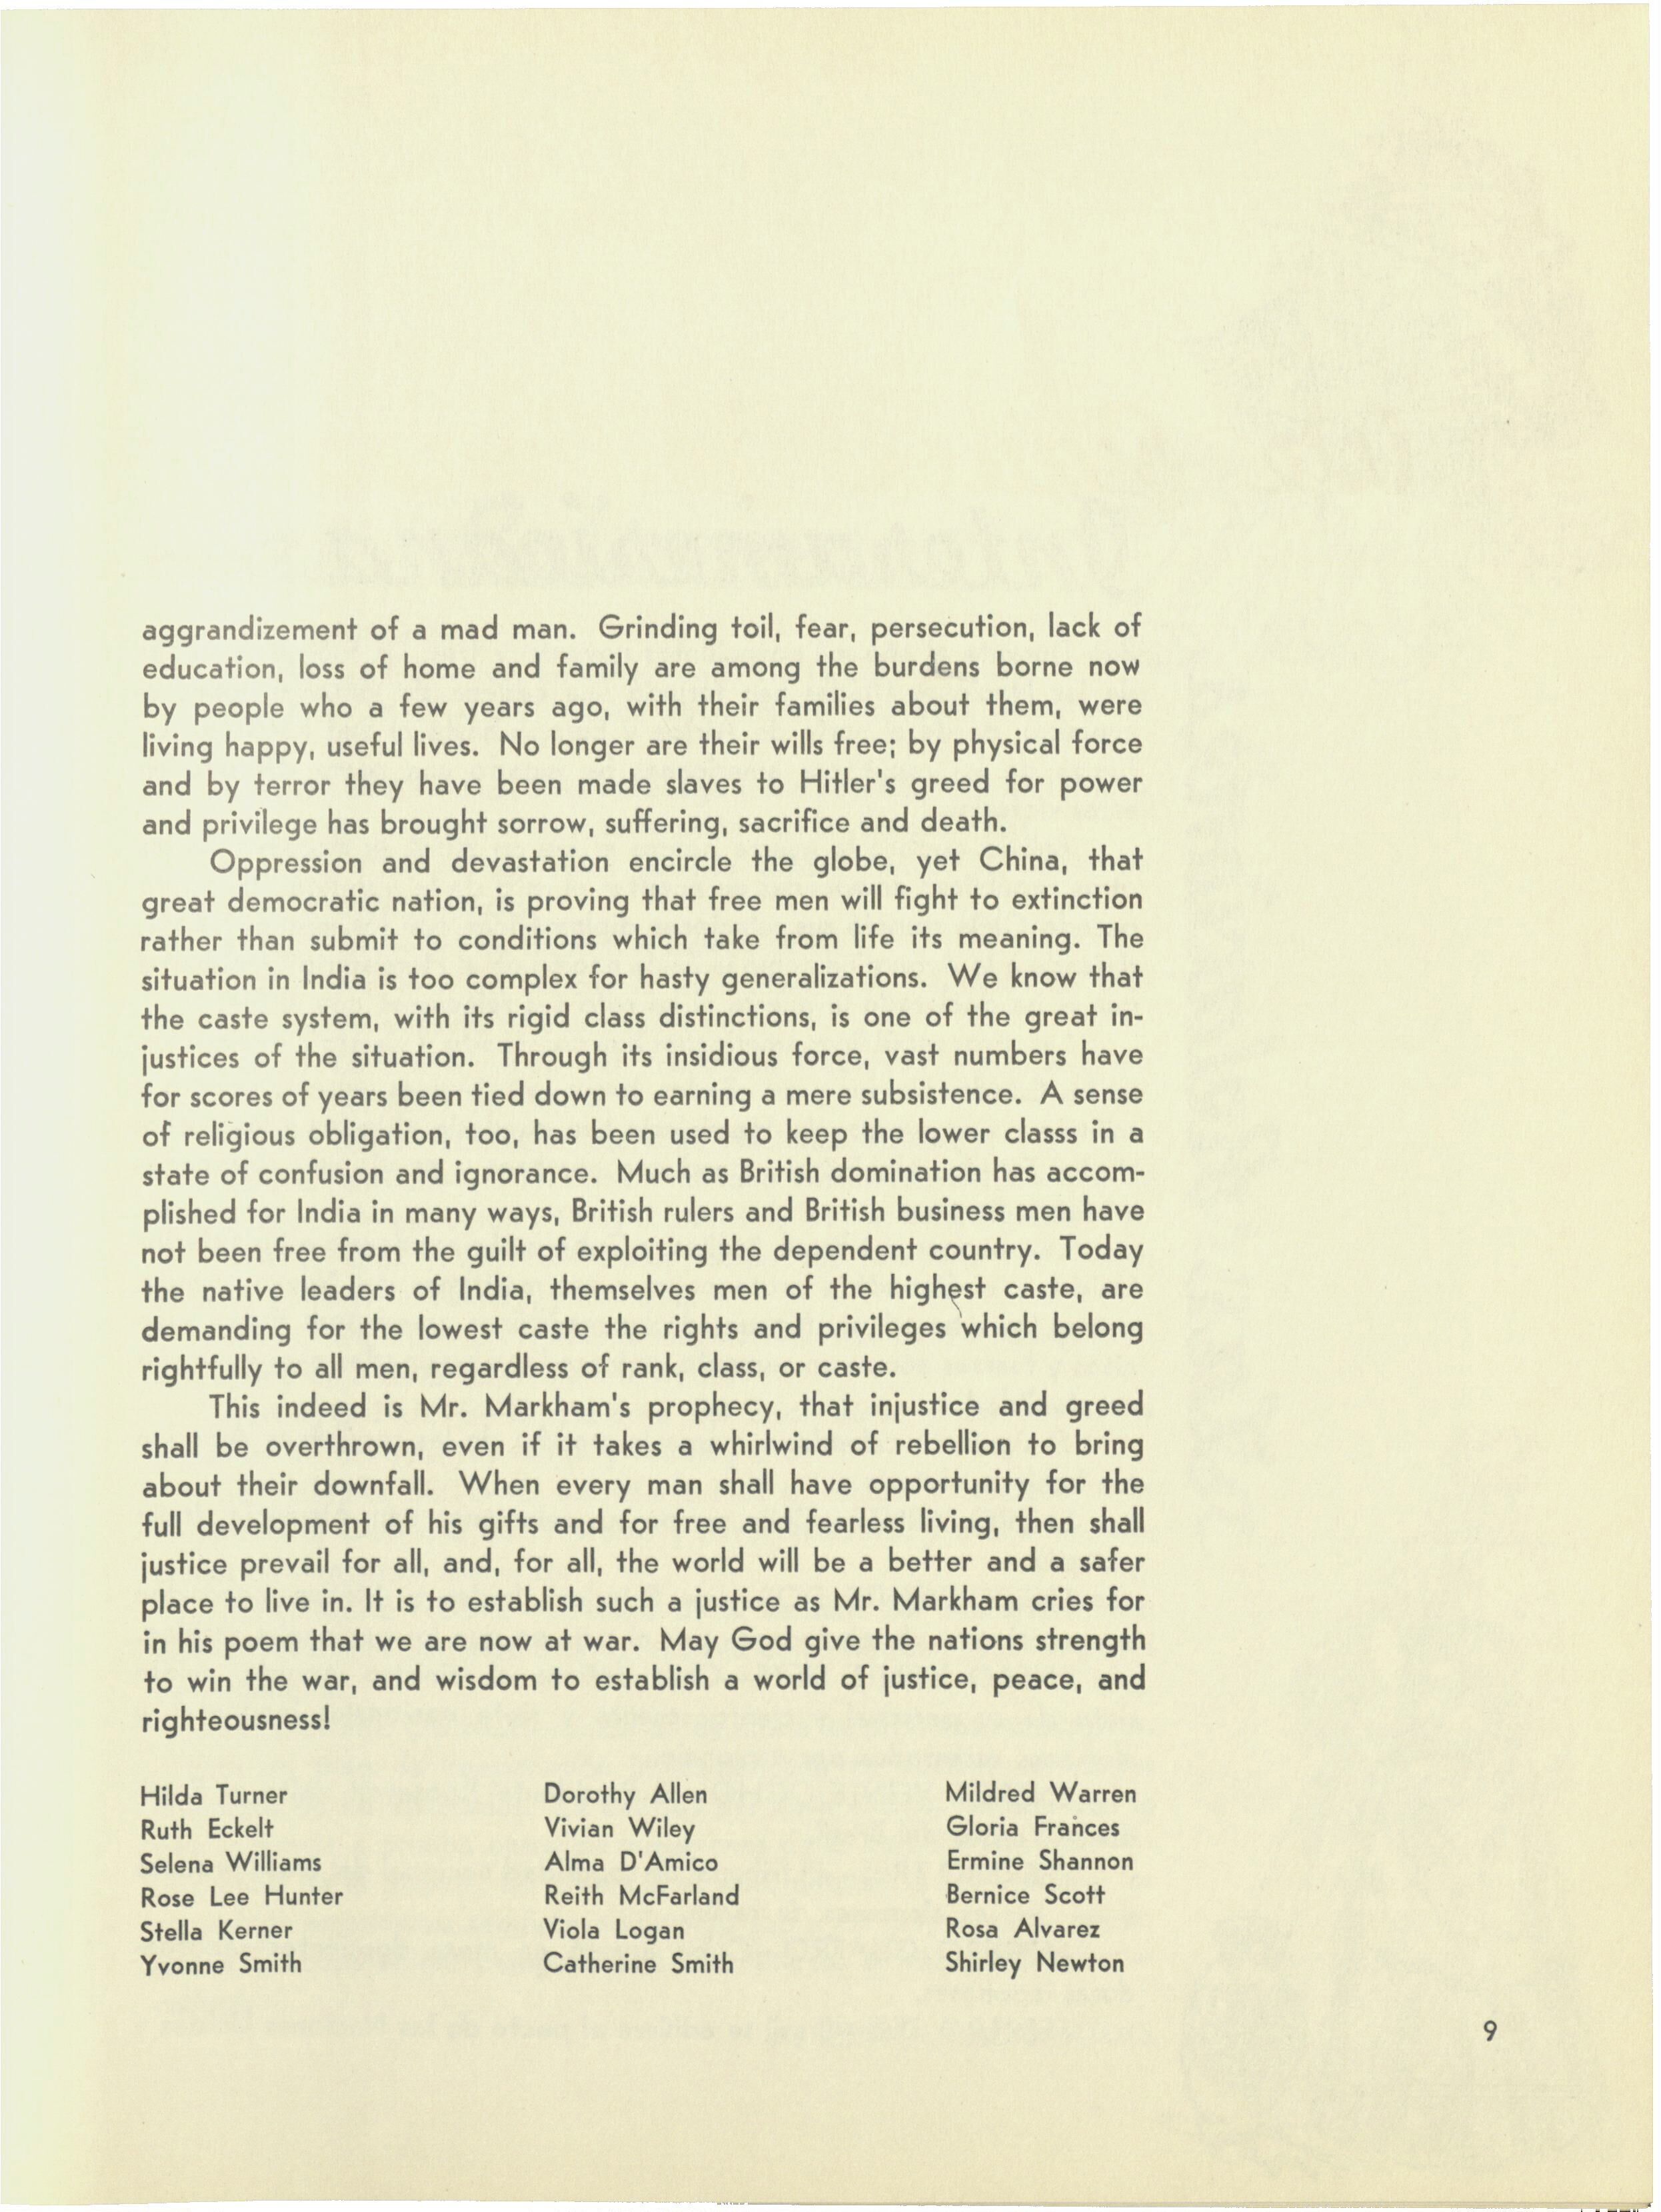 aggrandizement of a mad man. Grinding toil, fear, persecution, lack of
education, loss of home and family are among the burdens borne now
by people who a few years ago, with their families about them, were
living happy, useful lives. No longer are their wills free; by physical force
and by terror they have been made slaves to Hitler's greed for power
and privilege has brought sorrow, suffering, sacrifice and death.
Oppression and devastation encircle the globe, yet China, that
great democratic nation, is proving that free men will fight to extinction
rather than submit to conditions which take from life its meaning. The
situation in India is too complex for hasty generalizations. We know that
the caste system, with its rigid class distinctions, is one of the great in-
justices of the situation. Through its insidious force, vast numbers have
for scores of years been tied down to earning a mere subsistence. A sense
of religious obligation, too, has been used to keep the lower classs in a
state of confusion and ignorance. Much as British domination has accom-
plished for India in many ways, British rulers and British business men have
not been free from the guilt of exploiting the dependent country. Today
the native leaders of India, themselves men of the highest caste, are
demanding for the lowest caste the rights and privileges which belong
rightfully to all men, regardless of rank, class, or caste.
This indeed is Mr. Markham's prophecy, that injustice and greed
shall be overthrown, even if it takes a whirlwind of rebellion to bring
about their downfall. When every man shall have opportunity for the
full development of his gifts and for free and fearless living, then shall
justice prevail for all, and, for all, the world will be a better and a safer
place to live in. It is to establish such a justice as Mr. Markham cries for
in his poem that we are now at war. May God give the nations strength
to win the war, and wisdom to establish a world of justice, peace, and
righteousness!
Hilda Turner
Ruth Eckelt
Selena Williams
Rose Lee Hunter
Stella Kerner
Yvonne Smith
Dorothy Allen
Vivian Wiley
Alma D'Amico
Reith McFarland
Viola Logan
Catherine Smith
Mildred Warren
Gloria Frances
Ermine Shannon
Bernice Scott
Rosa Alvarez
Shirley Newton
9